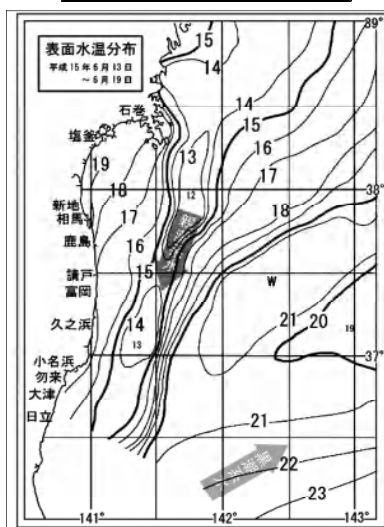 表面水温分布
平成15年6月13日
~6月19日
39°
15
14
石巻
塩釜
14
15
16
17
13
12
19
18
17
16
15
18
38°
新地
相馬
鹿島
請戸
富岡
久之浜
小名浜
勿来
大津
日立
14
13
W
21
20
19
37°
21
22
23
141°
142°
143°